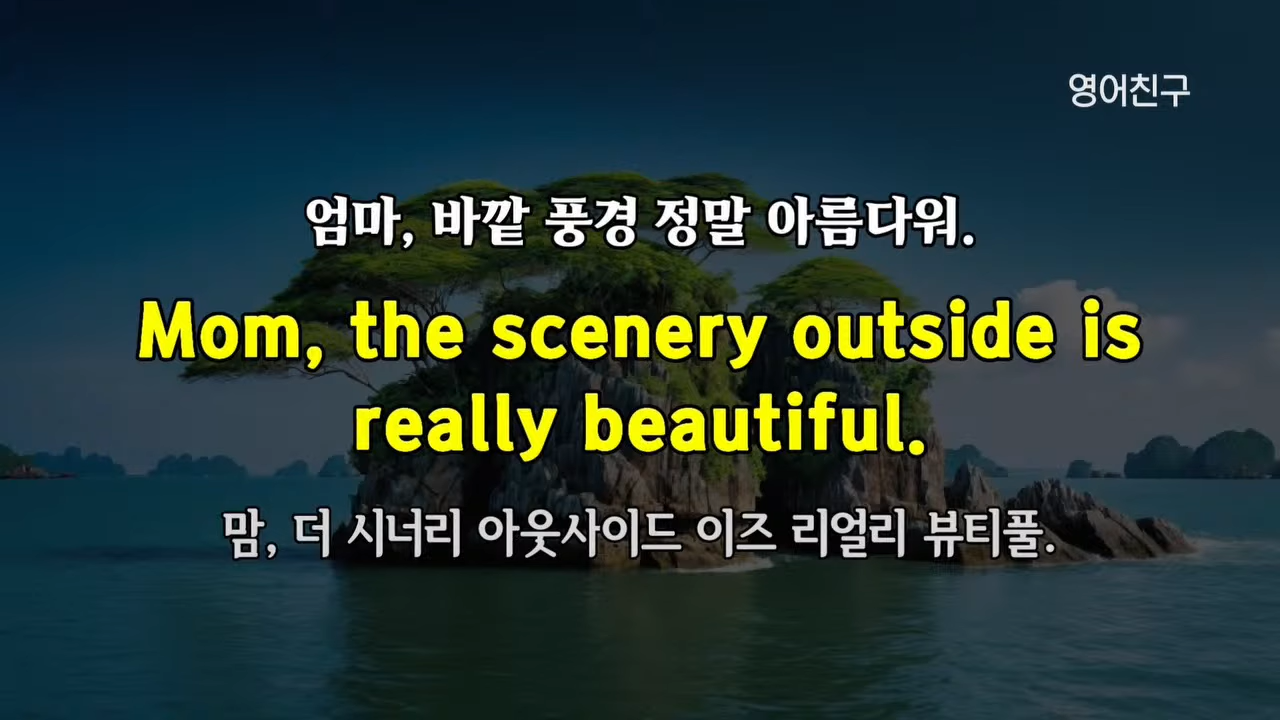 영어친구
엄마, 바깥 풍경 정말 아름다워.
Mom, the scenery outside is
really beautiful.
맘, 더 시너리 아웃사이드 이즈 리얼리 뷰티풀.